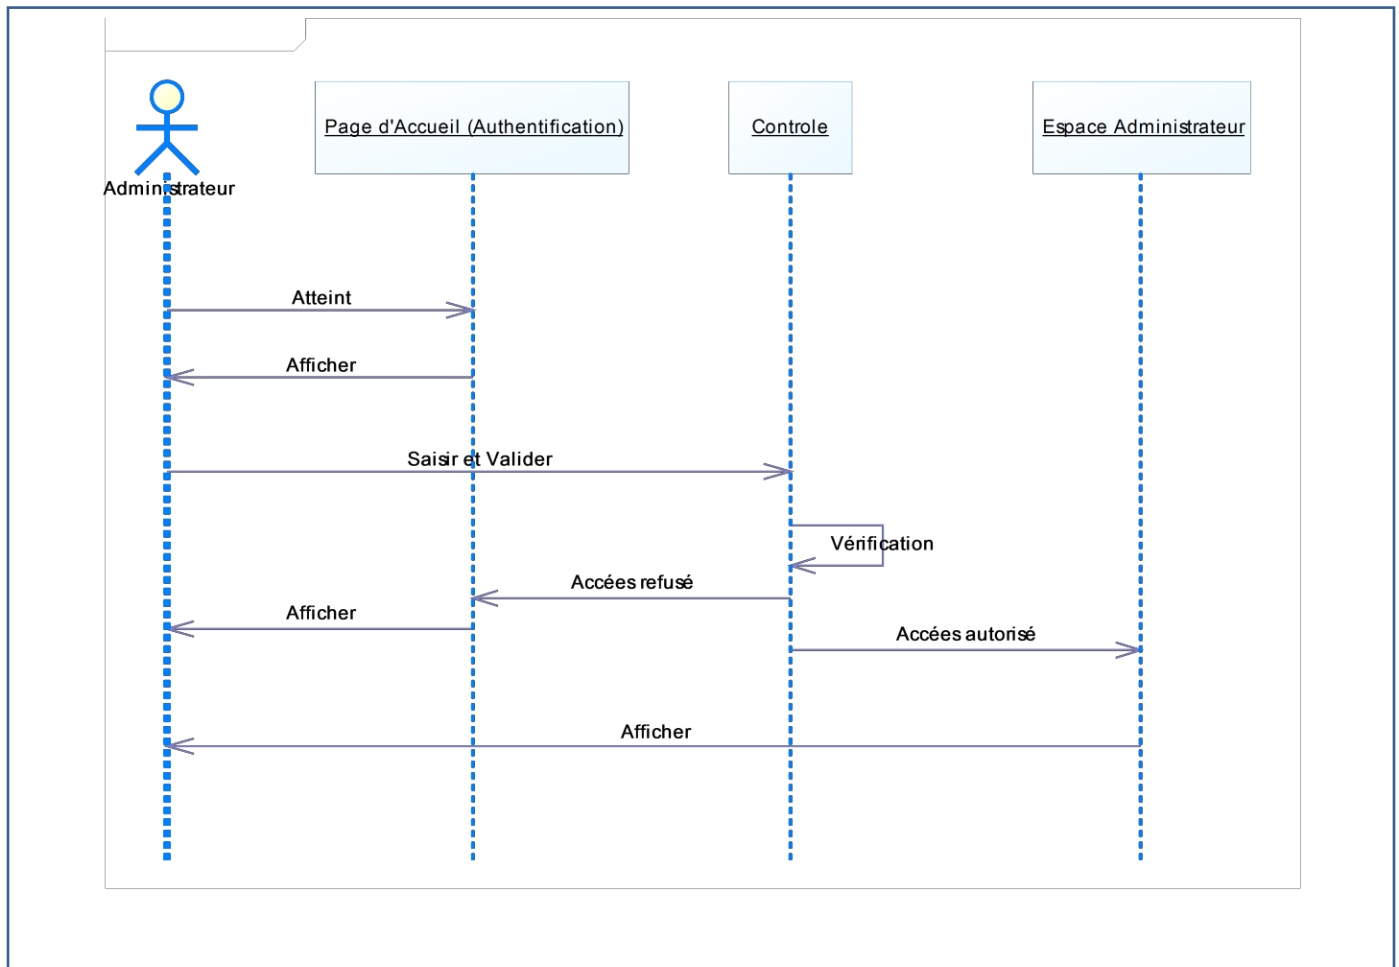 Page d'Accueil (Authentification)
Controle
Espace Administrateur
Administrateur
Atteint
Afficher
Saisir et Valider
Vérification
Accées refusé
Afficher
Accées autorisé
Afficher